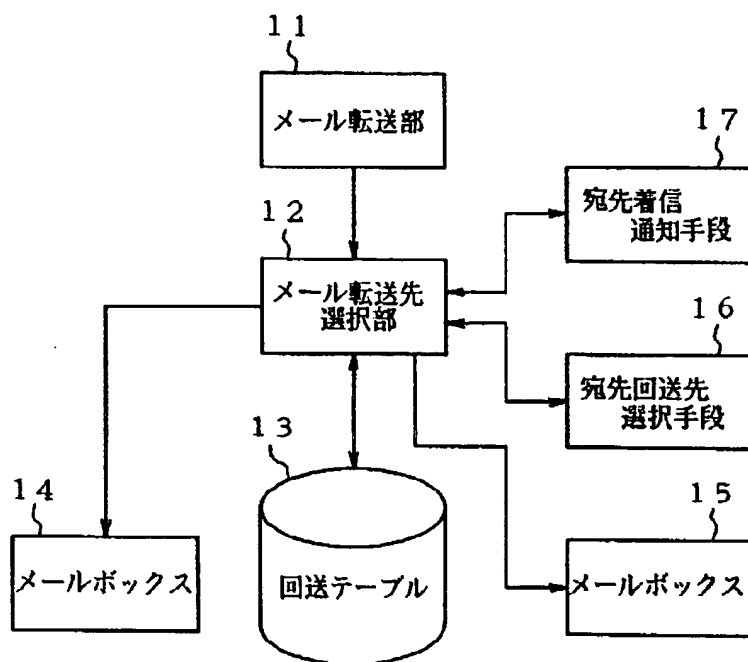 11
メール転送部
17
宛先着信
通知手段
12
メール転送先
選択部
16
宛先回送先
選択手段
13
回送テーブル
14
メールボックス
15
メールボックス